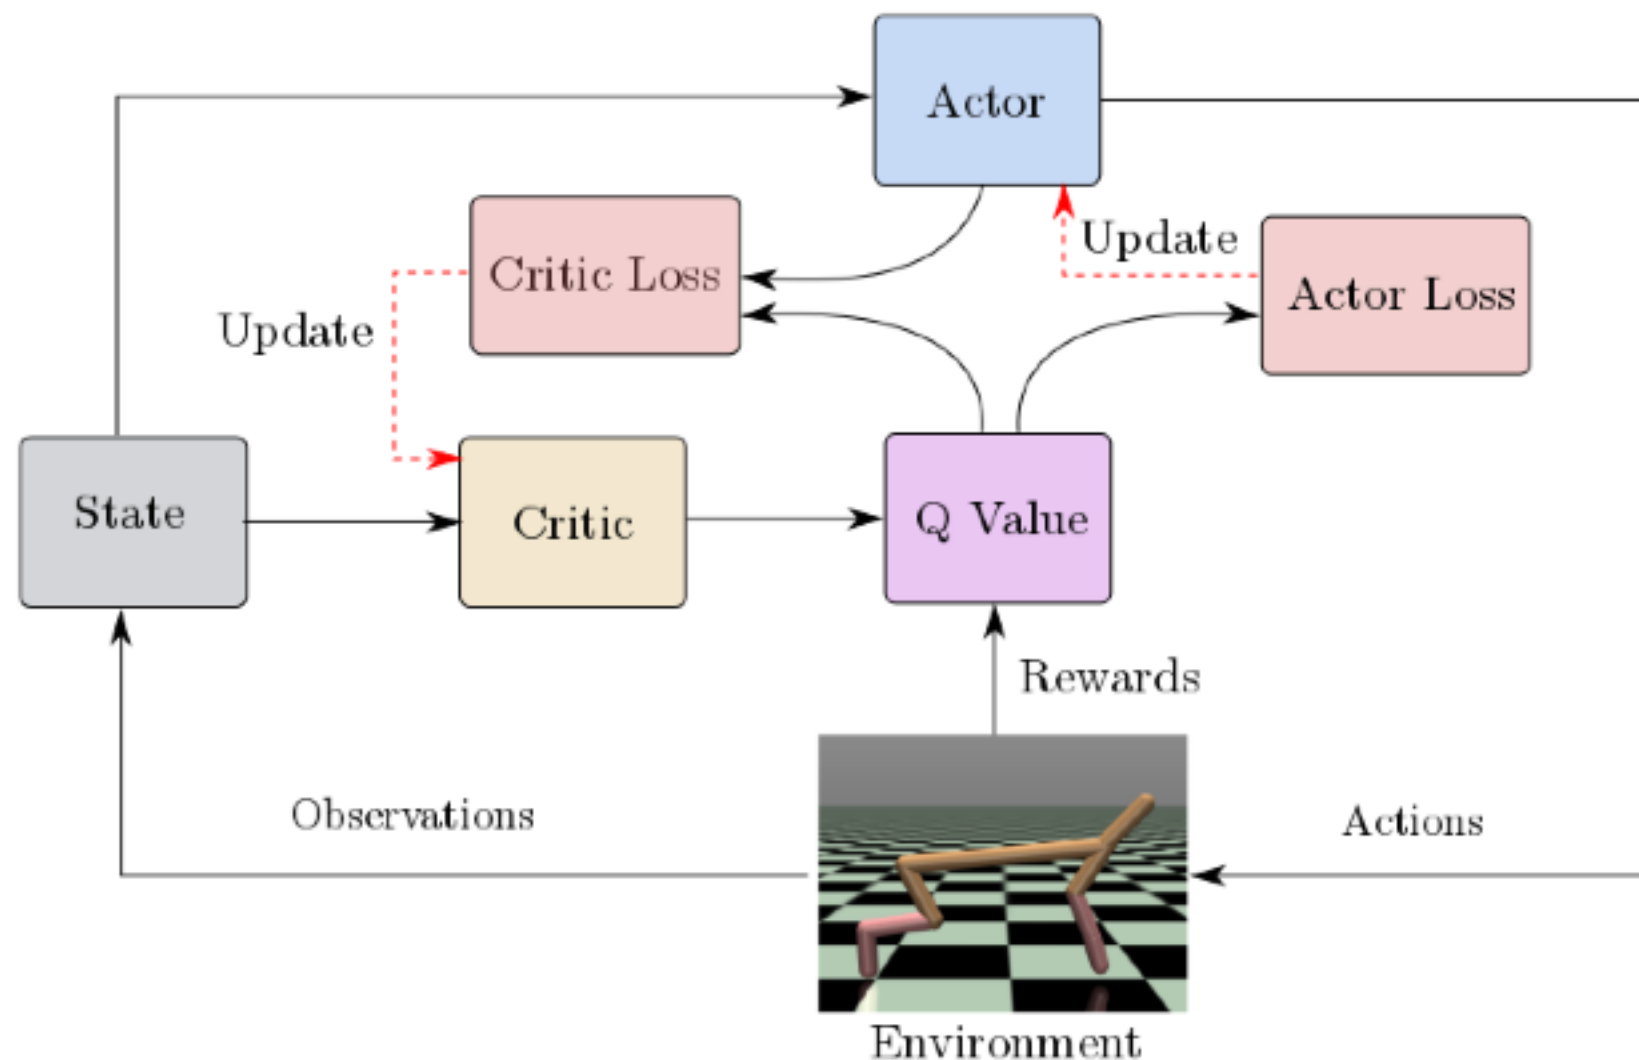 Actor
Critic Loss
Update
Actor Loss
Update
State
Critic
Q Value
Rewards
Observations
Actions
Environment